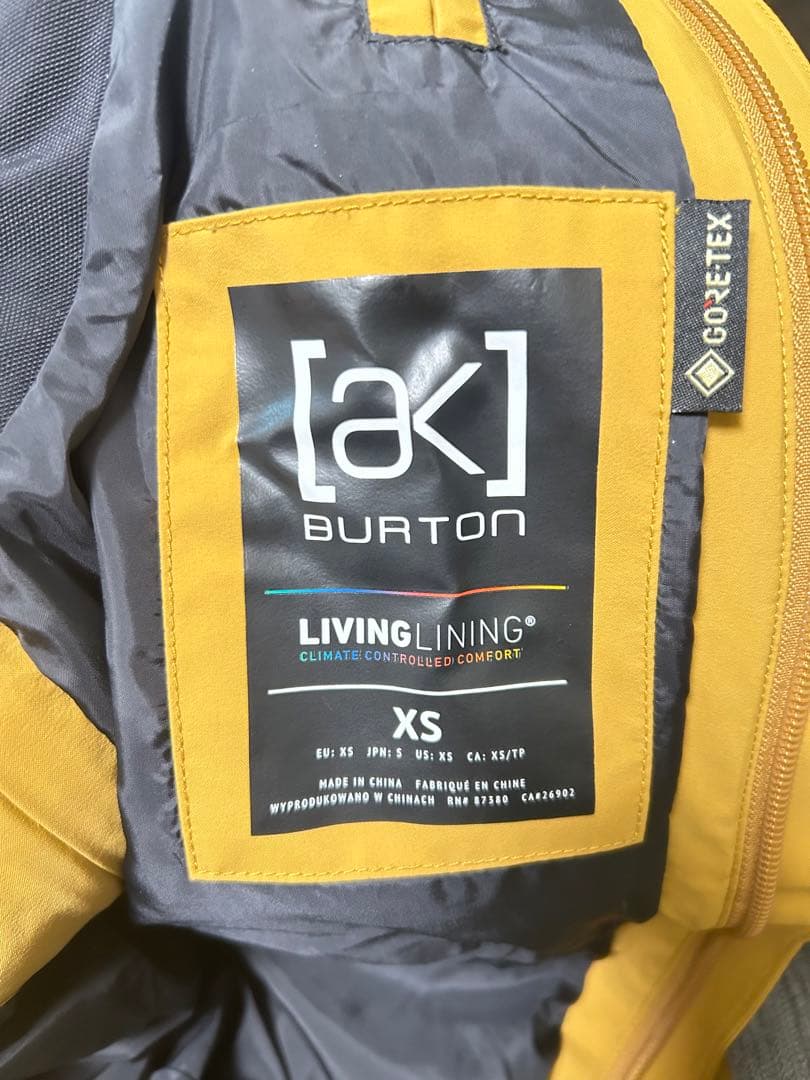 [ak]
BURTON
LIVINGLINING®
CLIMATE CONTROLLED COMFORT
XS
EU: XS JPN: S US: XS CA: XS/TP
MADE IN CHINA FABRIQUÉ EN CHINE
WYPRODUKOWANO W CHINACH RN# 87380 CA#26902
GORE-TEX